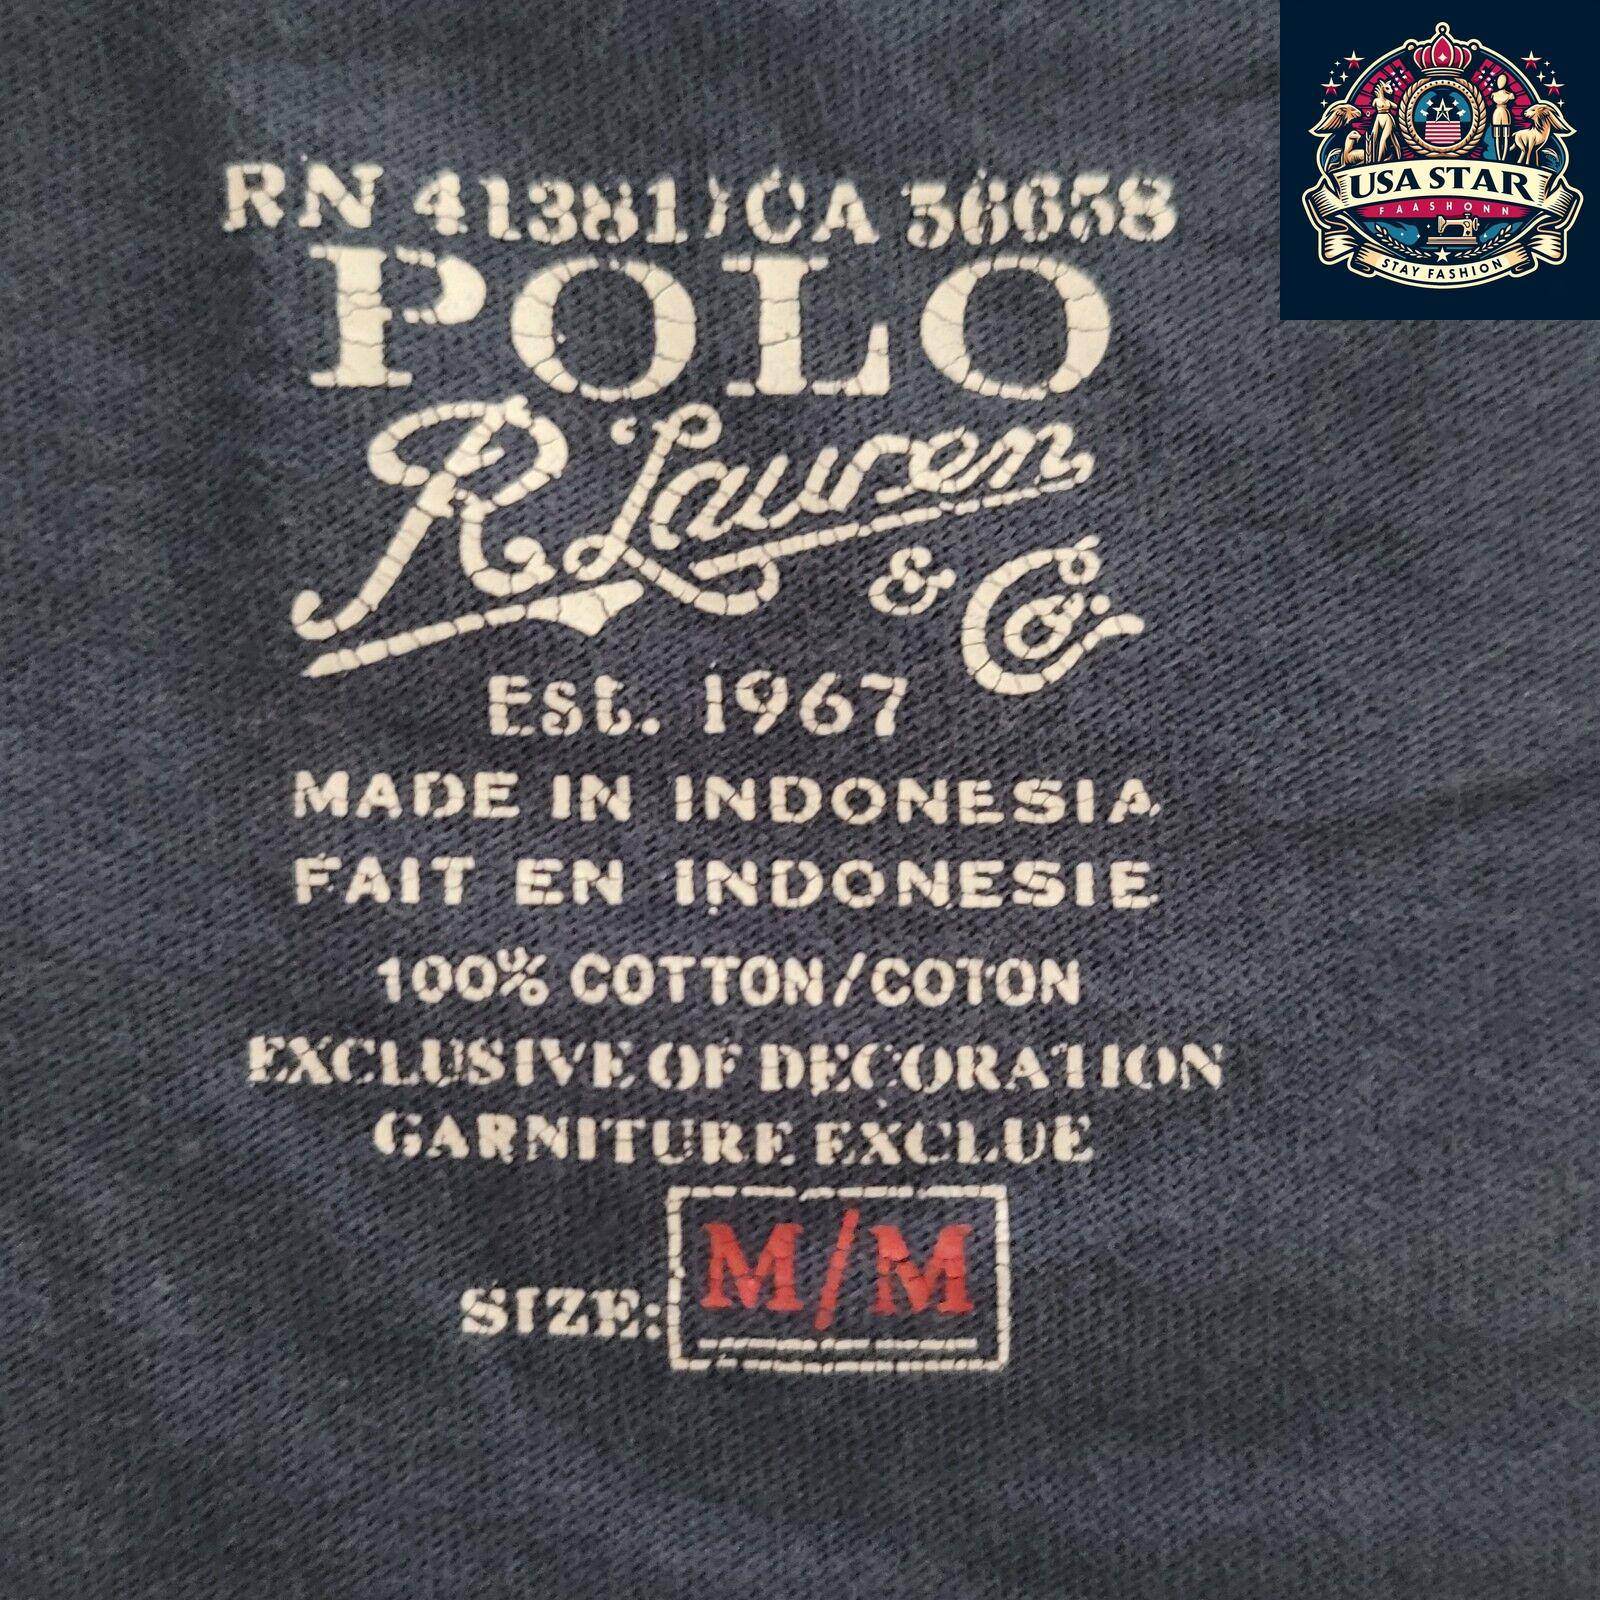 RN 41381/CA 56658
POLO
R'Lauren
& Co.
Est. 1967
MADE IN INDONESIA
FAIT EN INDONESIE
100% COTTON/COTON
EXCLUSIVE OF DECORATION
GARNITURE EXCLUE
SIZE: M/M
USA STAR
FAASHONN
STAY FASHION